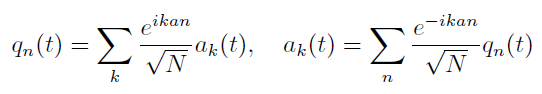 $q_n(t) = \sum_k \frac{e^{ikan}}{\sqrt{N}} a_k(t), \quad a_k(t) = \sum_n \frac{e^{-ikan}}{\sqrt{N}} q_n(t)$